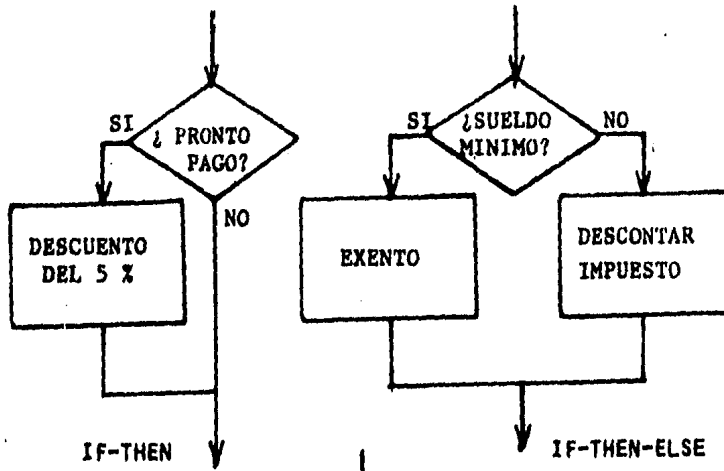 SI
¿ PRONTO
PAGO?
NO
DESCUENTO
DEL 5 %
IF-THEN
SI
¿SUELDO
MINIMO?
NO
EXENTO
DESCONTAR
IMPUESTO
IF-THEN-ELSE